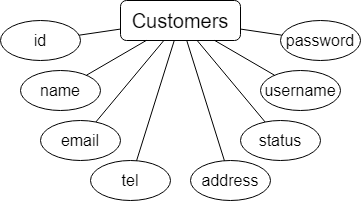 Customers
id
password
name
username
email
status
tel
address